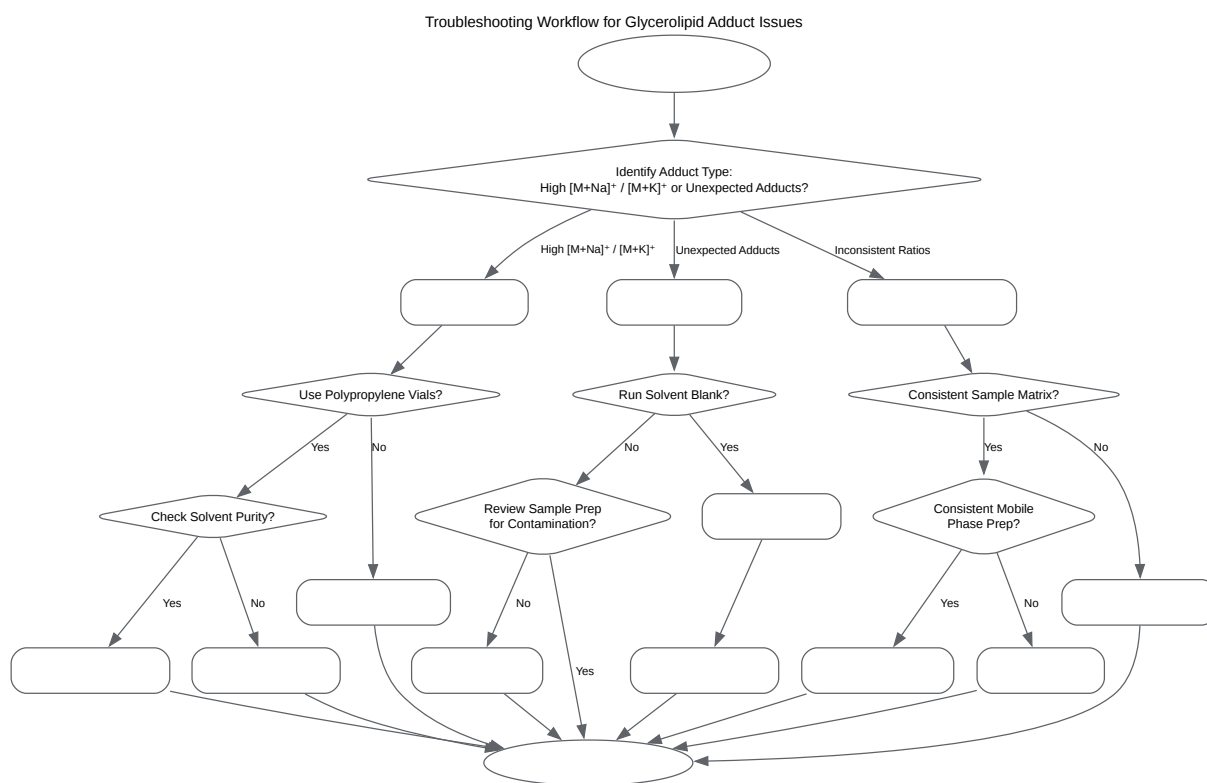 Troubleshooting Workflow for Glycerolipid Adduct Issues
Identify Adduct Type:
High [M+Na]⁺ / [M+K]⁺ or Unexpected Adducts?
High [M+Na]⁺ / [M+K]⁺
Unexpected Adducts
Inconsistent Ratios
Use Polypropylene Vials?
Run Solvent Blank?
Consistent Sample Matrix?
Yes
No
No
Yes
Yes
No
Check Solvent Purity?
Review Sample Prep
for Contamination?
Consistent Mobile
Phase Prep?
Yes
No
No
Yes
No
Yes